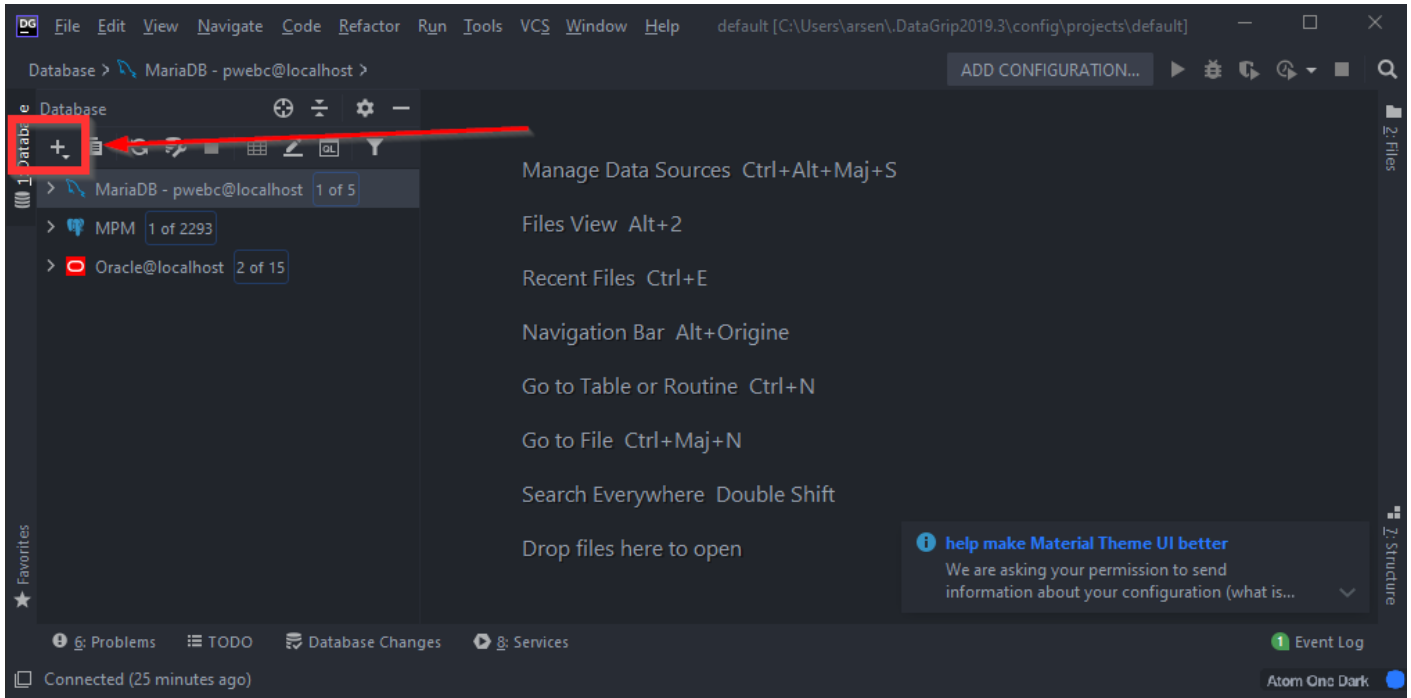 DG File Edit View Navigate Code Refactor Run Tools VCS Window Help default [C:\Users\arsen\.DataGrip2019.3\config\projects\default]
Database > MariaDB - pwebc@localhost >
ADD CONFIGURATION...
1: Database
Database
QL
MariaDB - pwebc@localhost 1 of 5
MPM 1 of 2293
Oracle@localhost 2 of 15
Manage Data Sources Ctrl+Alt+Maj+S
Files View Alt+2
Recent Files Ctrl+E
Navigation Bar Alt+Origine
Go to Table or Routine Ctrl+N
Go to File Ctrl+Maj+N
Search Everywhere Double Shift
Drop files here to open
2: Files
7: Structure
Favorites
help make Material Theme UI better
We are asking your permission to send
information about your configuration (what is...
6: Problems TODO Database Changes 8: Services 1 Event Log
Connected (25 minutes ago) Atom One Dark